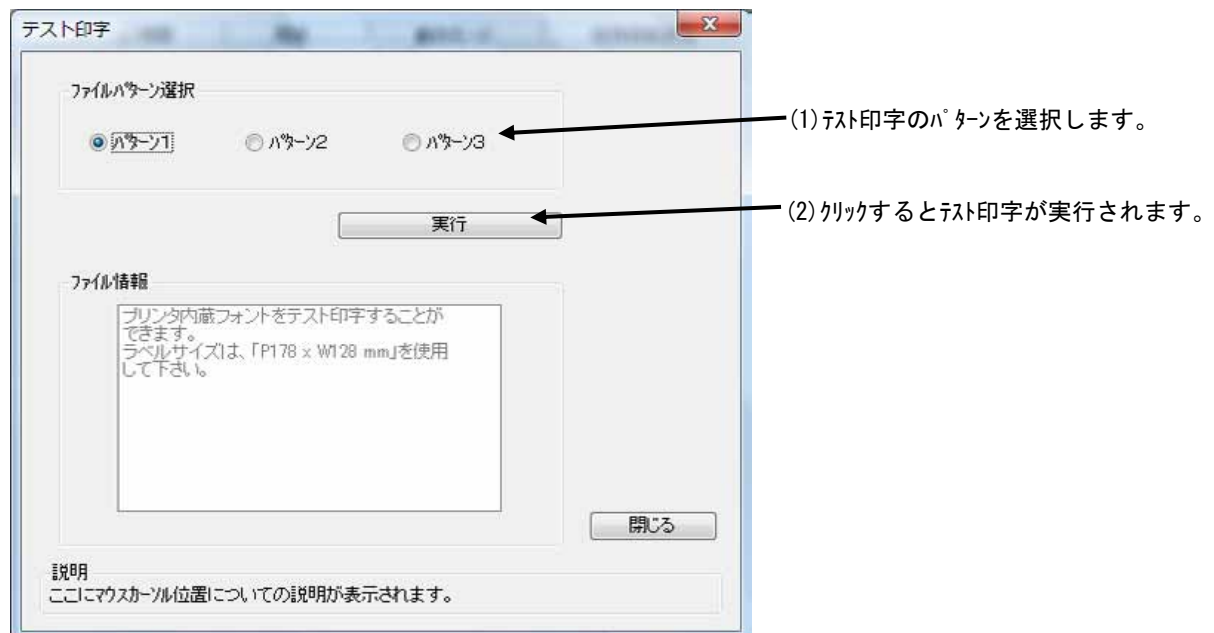 テスト印字
ﾌｧｲﾙﾊﾟﾀｰﾝ選択
ﾊﾟﾀｰﾝ1
ﾊﾟﾀｰﾝ2
ﾊﾟﾀｰﾝ3
(1)ﾃｽﾄ印字のﾊﾟﾀｰﾝを選択します。
実行
(2)ｸﾘｯｸするとﾃｽﾄ印字が実行されます。
ﾌｧｲﾙ情報
プリンタ内蔵フォントをテスト印字することが
できます。
ラベルサイズは、「P178 x W128 mm」を使用
して下さい。
閉じる
説明
ここにﾏｳｽｶｰｿﾙ位置についての説明が表示されます。